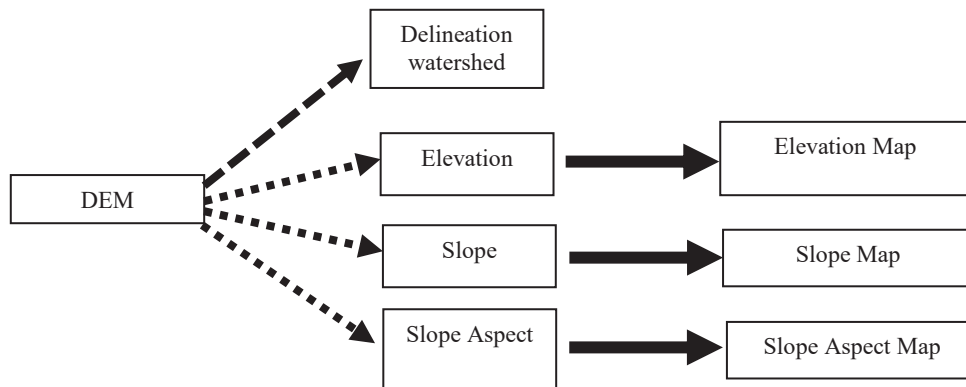 Delineation
watershed
Elevation
Elevation Map
DEM
Slope
Slope Map
Slope Aspect
Slope Aspect Map